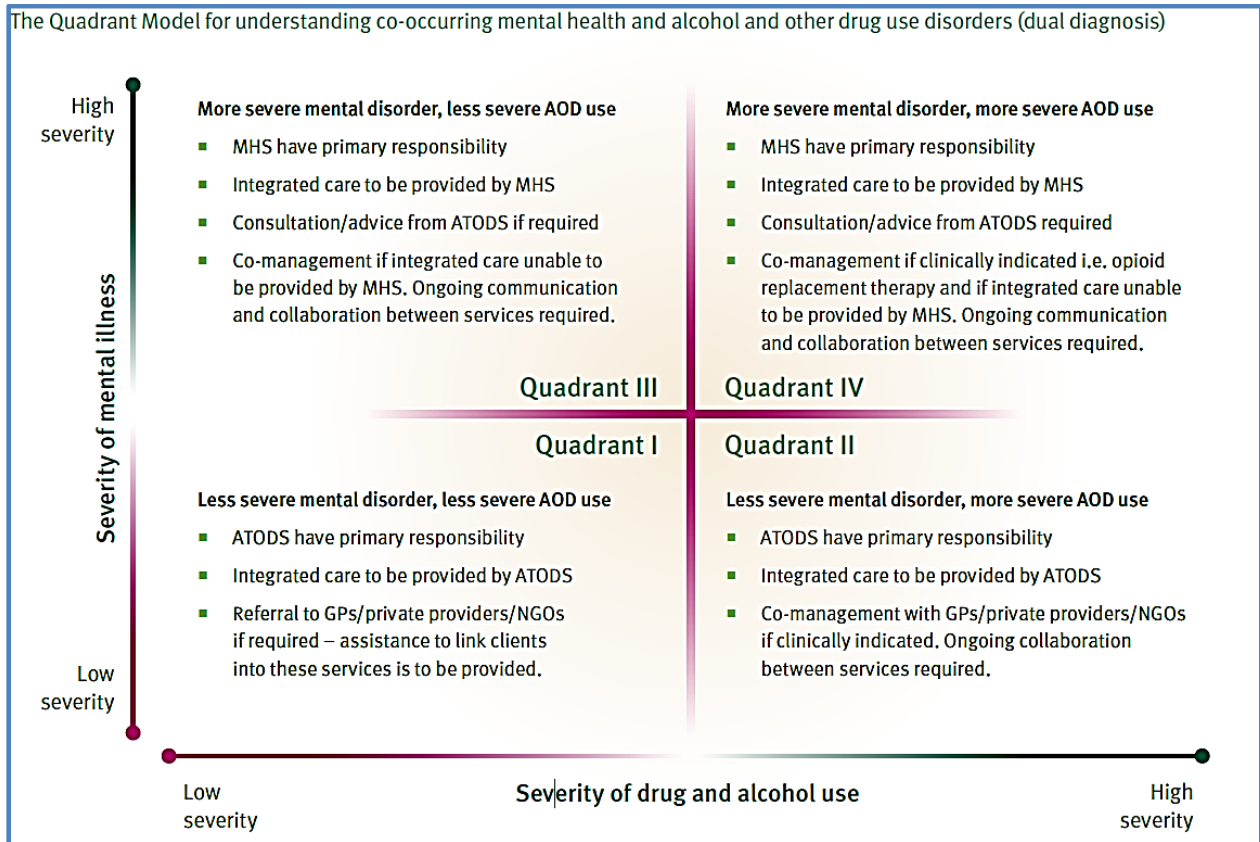 The Quadrant Model for understanding co-occurring mental health and alcohol and other drug use disorders (dual diagnosis)
High
severity
Severity of mental illness
Low
severity
More severe mental disorder, less severe AOD use
▪ MHS have primary responsibility
▪ Integrated care to be provided by MHS
▪ Consultation/advice from ATODS if required
▪ Co-management if integrated care unable to
be provided by MHS. Ongoing communication
and collaboration between services required.
Quadrant III
More severe mental disorder, more severe AOD use
▪ MHS have primary responsibility
▪ Integrated care to be provided by MHS
▪ Consultation/advice from ATODS required
▪ Co-management if clinically indicated i.e. opioid
replacement therapy and if integrated care unable
to be provided by MHS. Ongoing communication
and collaboration between services required.
Quadrant IV
Quadrant I
Less severe mental disorder, less severe AOD use
▪ ATODS have primary responsibility
▪ Integrated care to be provided by ATODS
▪ Referral to GPs/private providers/NGOs
if required – assistance to link clients
into these services is to be provided.
Quadrant II
Less severe mental disorder, more severe AOD use
▪ ATODS have primary responsibility
▪ Integrated care to be provided by ATODS
▪ Co-management with GPs/private providers/NGOs
if clinically indicated. Ongoing collaboration
between services required.
Low
severity
Severity of drug and alcohol use
High
severity